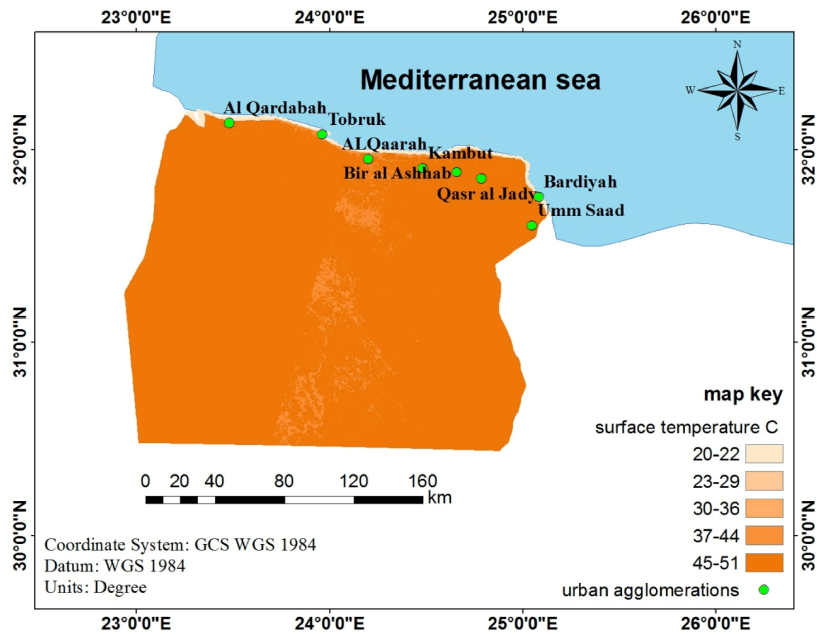 23°0'0"E 24°0'0"E 25°0'0"E 26°0'0"E
N
W E
S
Mediterranean sea
Al Qardabah
Tobruk
ALQaarah
Kambut
Bir al Ashhab
Qasr al Jady
Bardiyah
Umm Saad
32°0'0"N 32°0'0"N
31°0'0"N 31°0'0"N
30°0'0"N 30°0'0"N
map key
surface temperature C
20-22
23-29
30-36
37-44
45-51
urban agglomerations
0 20 40 80 120 160
km
Coordinate System: GCS WGS 1984
Datum: WGS 1984
Units: Degree
23°0'0"E 24°0'0"E 25°0'0"E 26°0'0"E